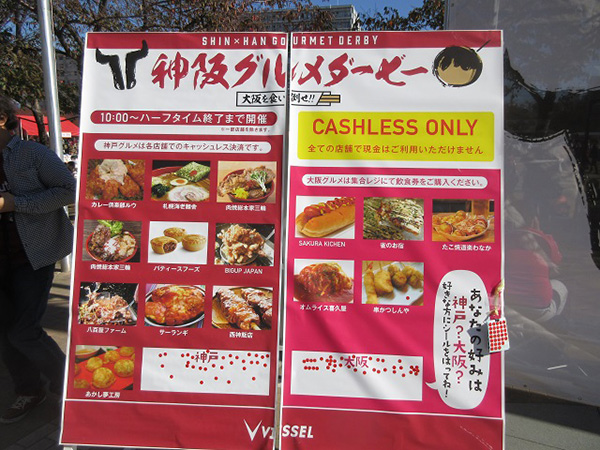 SHIN×HAN GOURMET DERBY
神阪グルメダービー
大阪を食い倒せ!!
10:00〜ハーフタイム終了まで開催
※一部店舗を除きます。
神戸グルメは各店舗でのキャッシュレス決済です。
カレー倶楽部ルウ
札幌海老麺舎
肉焼総本家三輪
肉焼総本家三輪
パティースフーズ
BIGUP JAPAN
八百屋ファーム
サーランギ
西神飯店
あかし夢工房
神戸
CASHLESS ONLY
全ての店舗で現金はご利用いただけません
大阪グルメは集合レジにて飲食券をご購入ください。
SAKURA KICHEN
雀のお宿
たこ焼道楽わなか
オムライス喜久屋
串かつしんや
大阪
あなたの好みは
神戸?大阪?
好きな方にシールをはってね!
VISSEL